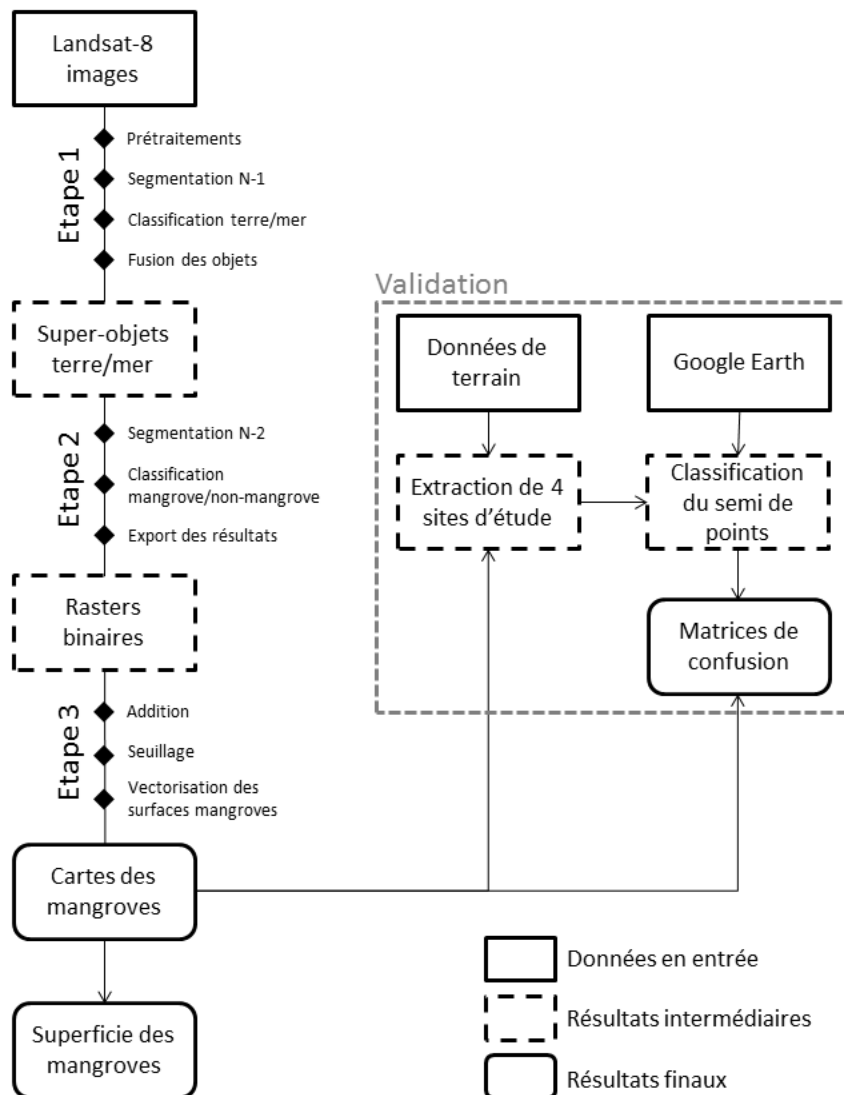 Landsat-8
images
Etape 1
Prétraitements
Segmentation N-1
Classification terre/mer
Fusion des objets
Super-objets
terre/mer
Etape 2
Segmentation N-2
Classification
mangrove/non-mangrove
Export des résultats
Rasters
binaires
Etape 3
Addition
Seuillage
Vectorisation des
surfaces mangroves
Cartes des
mangroves
Superficie des
mangroves
Validation
Données de
terrain
Google Earth
Extraction de 4
sites d'étude
Classification
du semi de
points
Matrices de
confusion
Données en entrée
Résultats intermédiaires
Résultats finaux